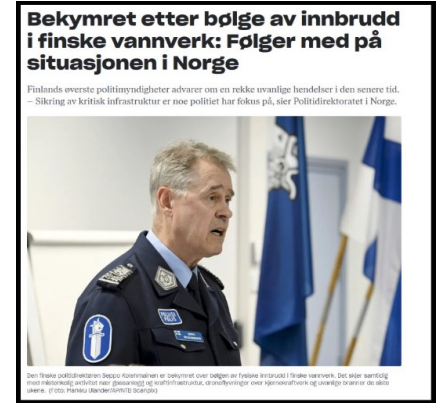 Bekymret etter bølge av innbrudd
i finske vannverk: Følger med på
situasjonen i Norge
Finlands øverste politimyndigheter advarer om en rekke uvanlige hendelser i den senere tid.
– Sikring av kritisk infrastruktur er noe politiet har fokus på, sier Politidirektoratet i Norge.
POLIISI
Den finske politidirektøren Seppo Kolehmainen er bekymret over bølgen av fysiske innbrudd i finske vannverk. Det skjer samtidig
med mistenkelig aktivitet nær gassanlegg og kraftinfrastruktur, droneflyvninger over kjernekraftverk og uvanlige branner de siste
ukene. (Foto: Markku Ulander/AP/NTB Scanpix)